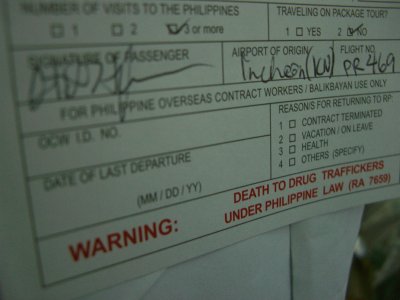 NUMBER OF VISITS TO THE PHILIPPINES
1 2 3 or more
TRAVELING ON PACKAGE TOUR?
1 YES 2 NO
SIGNATURE OF PASSENGER
AIRPORT OF ORIGIN
FLIGHT NO.
Incheon PR 469
FOR PHILIPPINE OVERSEAS CONTRACT WORKERS / BALIKBAYAN USE ONLY
OCW I.D. NO.
DATE OF LAST DEPARTURE
(MM / DD / YY)
REASONS FOR RETURNING TO RP:
1 CONTRACT TERMINATED
2 VACATION / ON LEAVE
3 HEALTH
4 OTHERS (SPECIFY)
WARNING:
DEATH TO DRUG TRAFFICKERS
UNDER PHILIPPINE LAW (RA 7659)